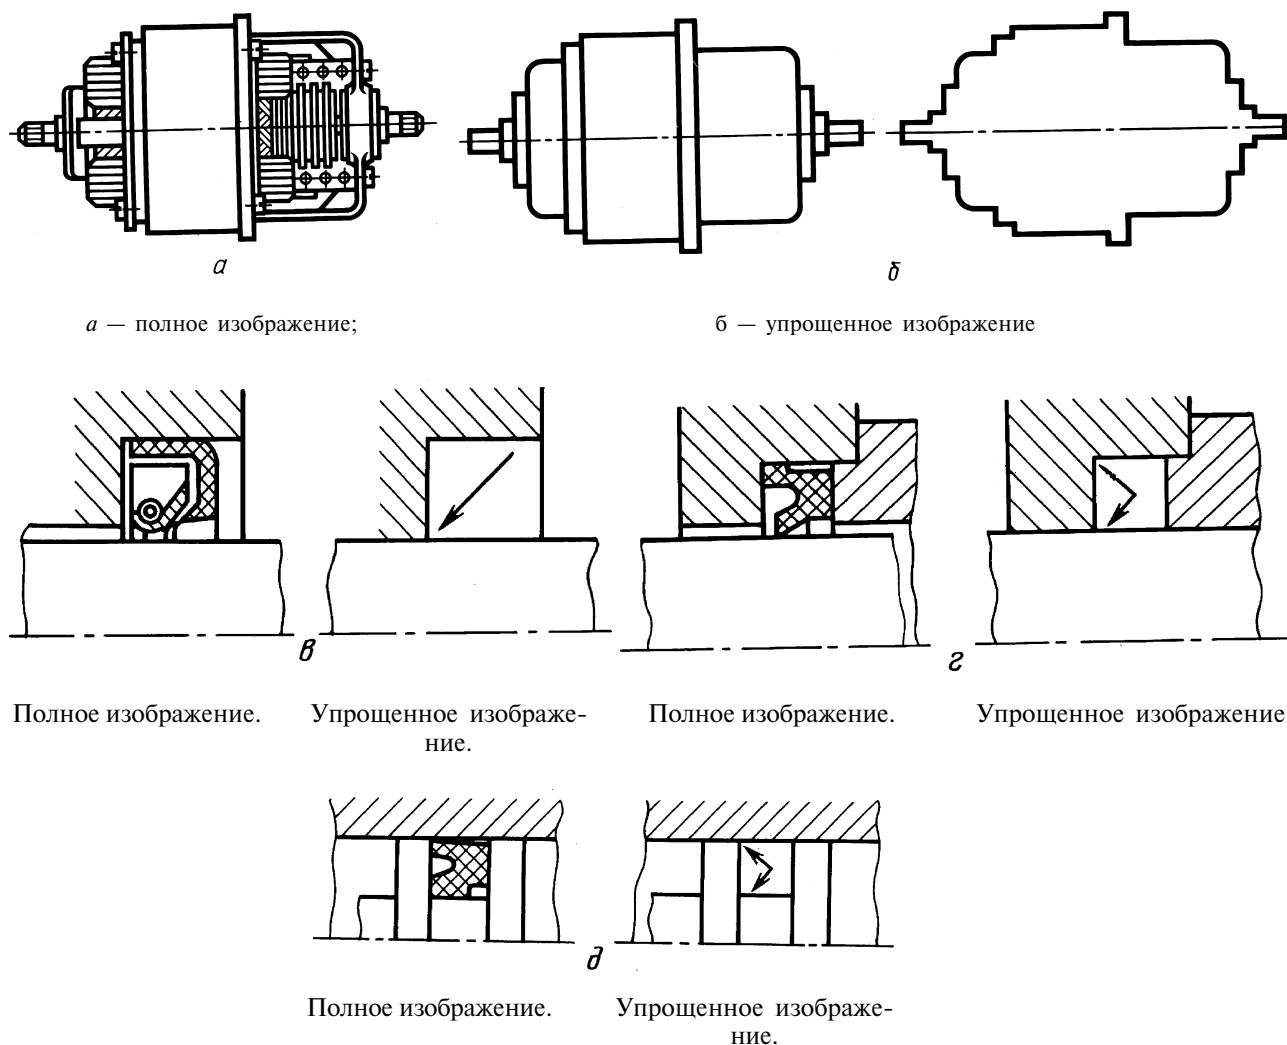 а
б
а — полное изображение;
б — упрощенное изображение
в
г
Полное изображение.
Упрощенное изображе-
ние.
Полное изображение.
Упрощенное изображение
д
Полное изображение.
Упрощенное изображе-
ние.